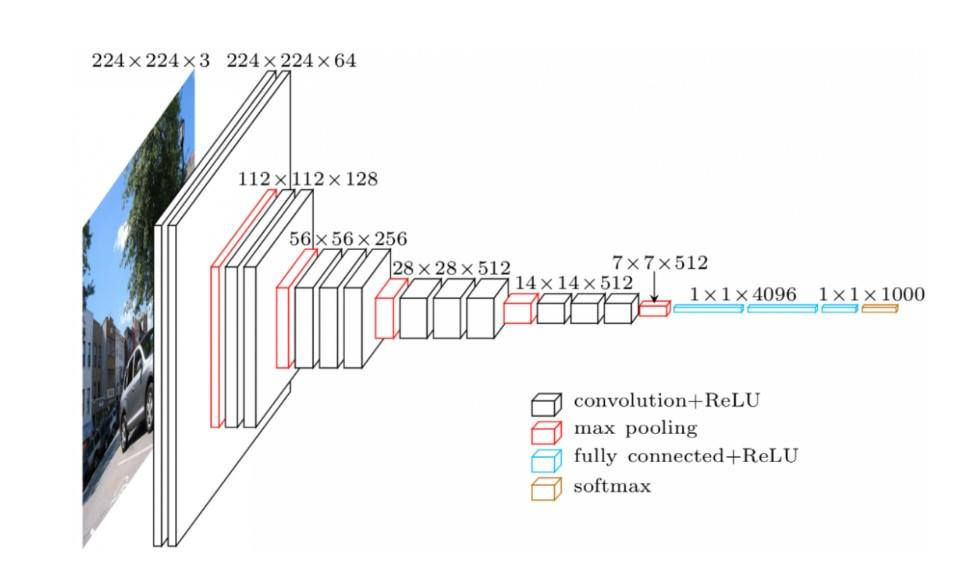 224×224×3
224×224×64
112×112×128
56×56×256
28×28×512
14×14×512
7×7×512
1×1×4096
1×1×1000
convolution+ReLU
max pooling
fully connected+ReLU
softmax